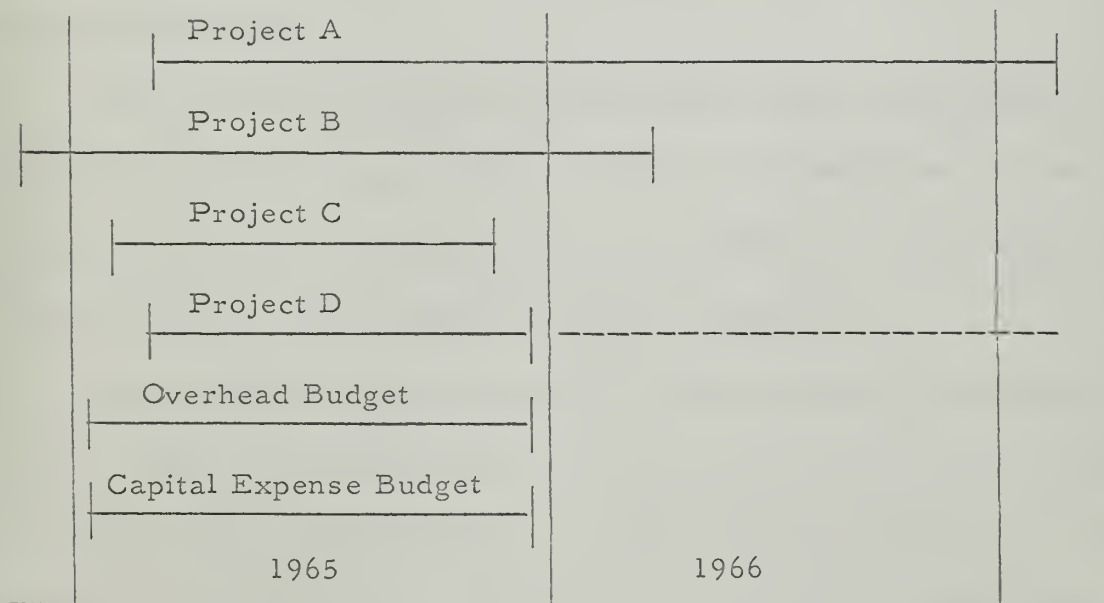 Project A
Project B
Project C
Project D
Overhead Budget
Capital Expense Budget
1965 1966